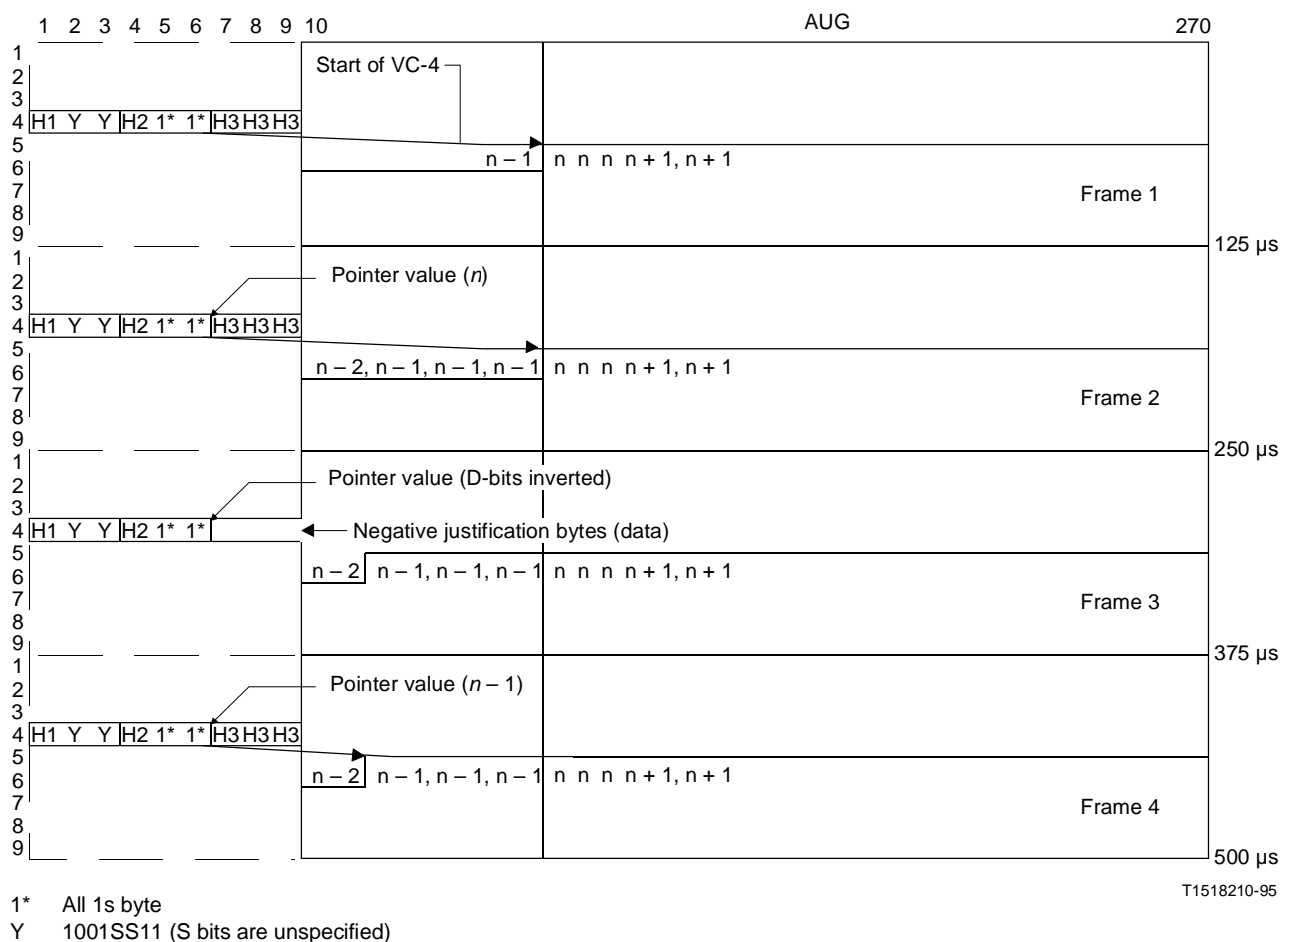 1 2 3 4 5 6 7 8 9 10 AUG 270
1
2 Start of VC-4
3
4 H1 Y Y H2 1* 1* H3 H3 H3
5
6 n – 1 n n n n + 1, n + 1
7 Frame 1
8
9 125 µs
1
2 Pointer value (n)
3
4 H1 Y Y H2 1* 1* H3 H3 H3
5
6 n – 2, n – 1, n – 1, n – 1 n n n n + 1, n + 1
7 Frame 2
8
9 250 µs
1
2 Pointer value (D-bits inverted)
3
4 H1 Y Y H2 1* 1* Negative justification bytes (data)
5
6 n – 2 n – 1, n – 1, n – 1 n n n n + 1, n + 1
7 Frame 3
8
9 375 µs
1
2 Pointer value (n – 1)
3
4 H1 Y Y H2 1* 1* H3 H3 H3
5
6 n – 2 n – 1, n – 1, n – 1 n n n n + 1, n + 1
7 Frame 4
8
9 500 µs
T1518210-95
1* All 1s byte
Y 1001SS11 (S bits are unspecified)